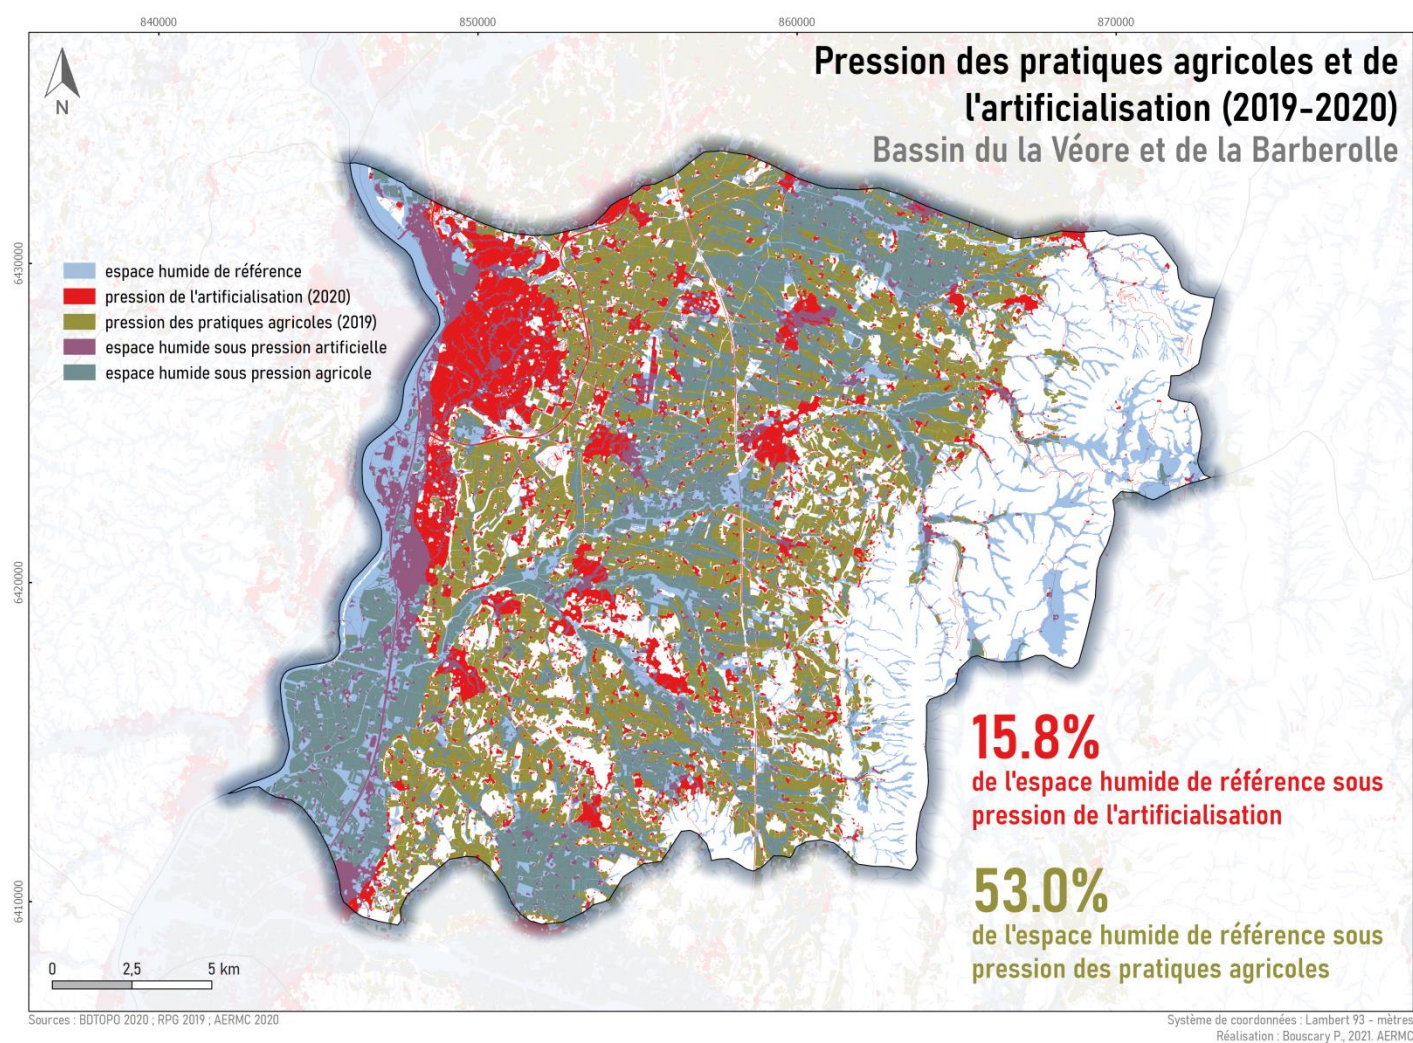 840000
850000
860000
870000
Pression des pratiques agricoles et de
l'artificialisation (2019-2020)
Bassin du la Véore et de la Barberolle
N
6430000
6420000
6410000
espace humide de référence
pression de l'artificialisation (2020)
pression des pratiques agricoles (2019)
espace humide sous pression artificielle
espace humide sous pression agricole
15.8%
de l'espace humide de référence sous
pression de l'artificialisation
53.0%
de l'espace humide de référence sous
pression des pratiques agricoles
0 2,5 5 km
Sources : BDTOPO 2020 ; RPG 2019 ; AERMC 2020
Système de coordonnées : Lambert 93 - mètres
Réalisation : Bouscary P., 2021. AERMC